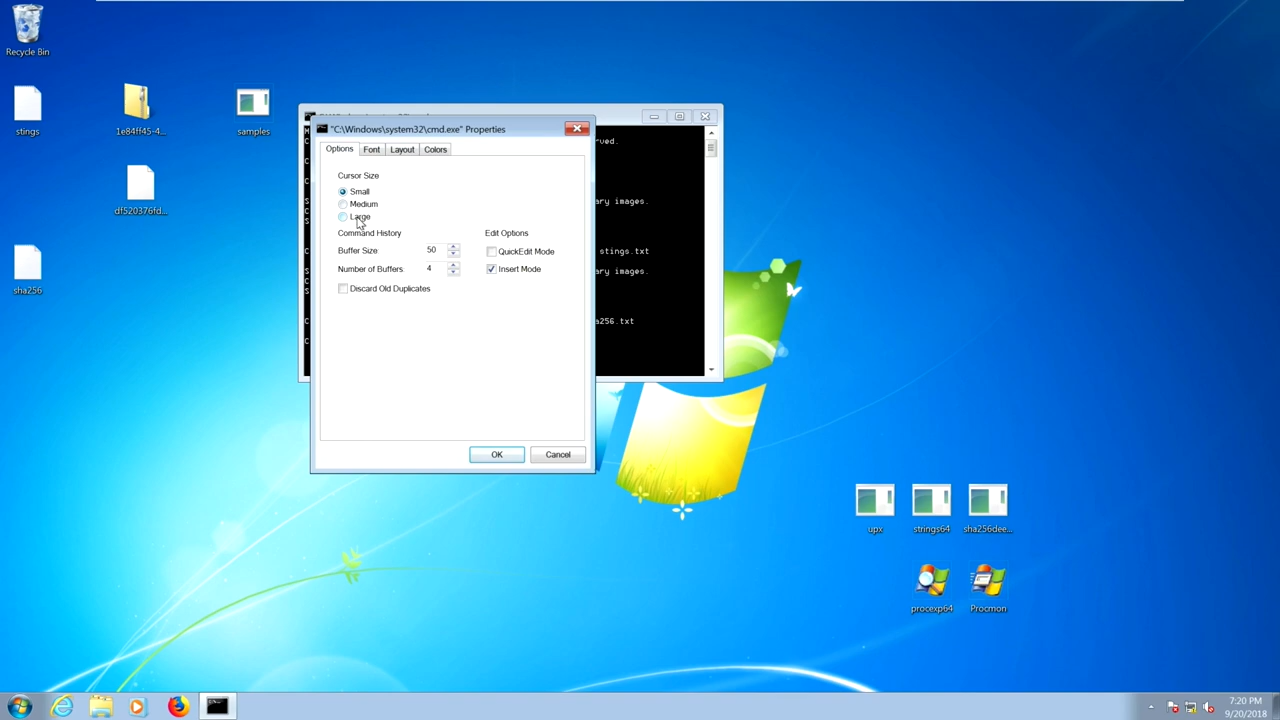 Recycle Bin
stings
1e84ff45-4...
samples
df520376fd...
sha256
"C:\Windows\system32\cmd.exe" Properties
Options
Font
Layout
Colors
Cursor Size
Small
Medium
Large
Command History
Buffer Size: 50
Number of Buffers: 4
Discard Old Duplicates
Edit Options
QuickEdit Mode
Insert Mode
OK
Cancel
ary images.
stings.txt
ary images.
a256.txt
upx
strings64
sha256dee...
procexp64
Procmon
7:20 PM
9/20/2018